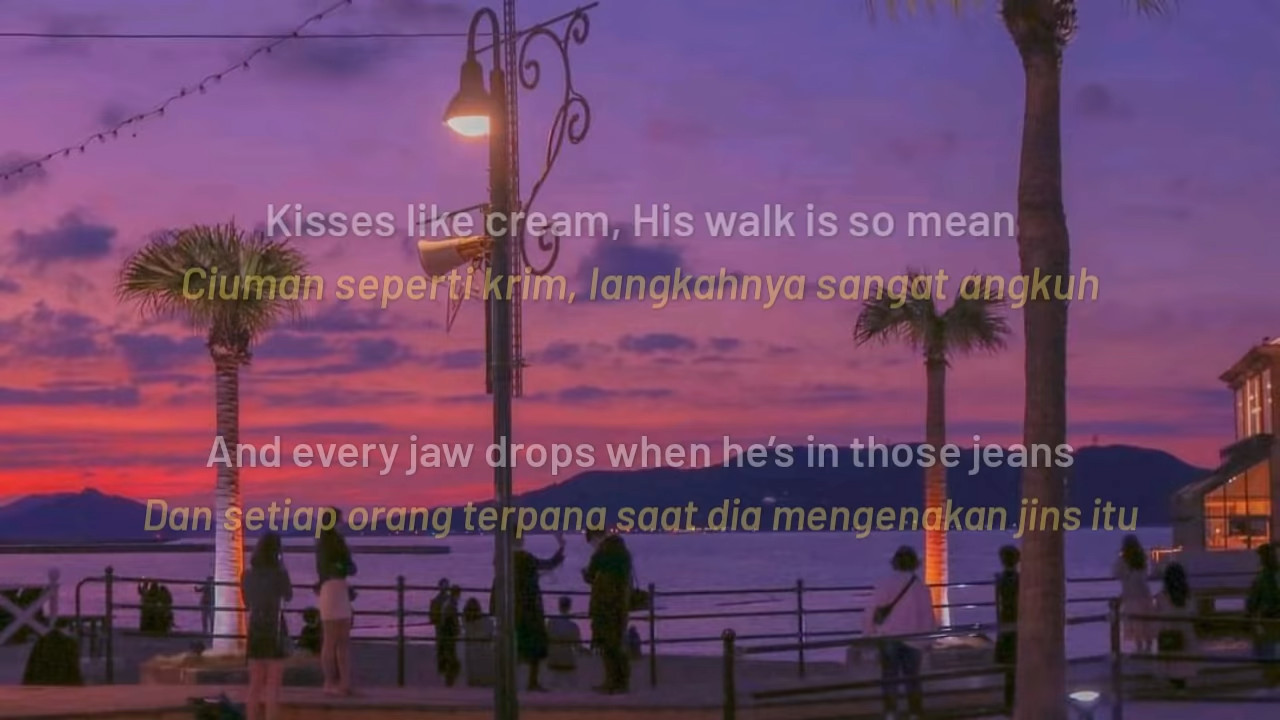 Kisses like cream, His walk is so mean
Ciuman seperti krim, langkahnya sangat angkuh
And every jaw drops when he’s in those jeans
Dan setiap orang terpana saat dia mengenakan jins itu